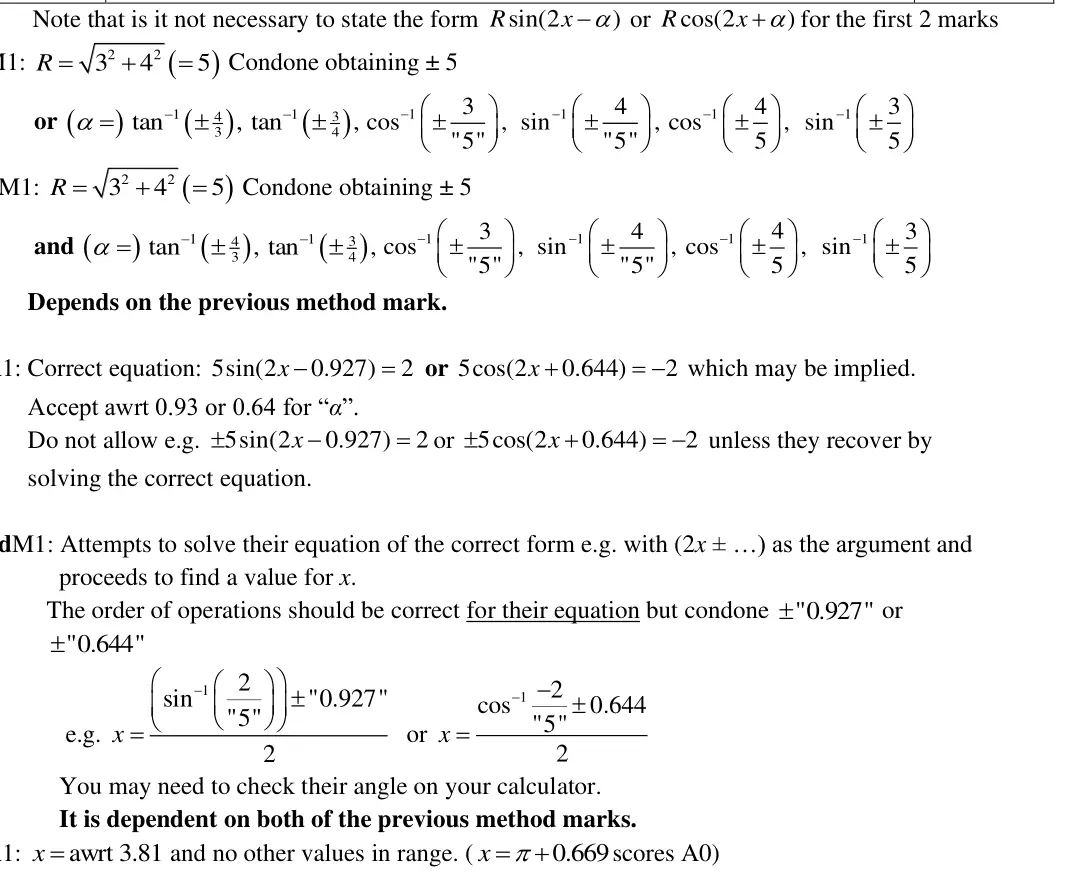 Note that is it not necessary to state the form R sin(2x − α) or R cos(2x + α) for the first 2 marks
M1: R = √(3² + 4²) (= 5) Condone obtaining ± 5
or (α =) tan⁻¹(± 4/3), tan⁻¹(± 3/4), cos⁻¹(± 3/"5"), sin⁻¹(± 4/"5"), cos⁻¹(± 4/5), sin⁻¹(± 3/5)
M1: R = √(3² + 4²) (= 5) Condone obtaining ± 5
and (α =) tan⁻¹(± 4/3), tan⁻¹(± 3/4), cos⁻¹(± 3/"5"), sin⁻¹(± 4/"5"), cos⁻¹(± 4/5), sin⁻¹(± 3/5)
Depends on the previous method mark.
1: Correct equation: 5sin(2x − 0.927) = 2 or 5cos(2x + 0.644) = −2 which may be implied.
Accept awrt 0.93 or 0.64 for “α”.
Do not allow e.g. ±5sin(2x − 0.927) = 2 or ±5cos(2x + 0.644) = −2 unless they recover by
solving the correct equation.
dM1: Attempts to solve their equation of the correct form e.g. with (2x ± …) as the argument and
proceeds to find a value for x.
The order of operations should be correct for their equation but condone ±"0.927" or
±"0.644"
e.g. x = ((sin⁻¹(2/"5")) ± "0.927")/2 or x = (cos⁻¹ −2/"5" ± 0.644)/2
You may need to check their angle on your calculator.
It is dependent on both of the previous method marks.
1: x = awrt 3.81 and no other values in range. ( x = π + 0.669 scores A0)